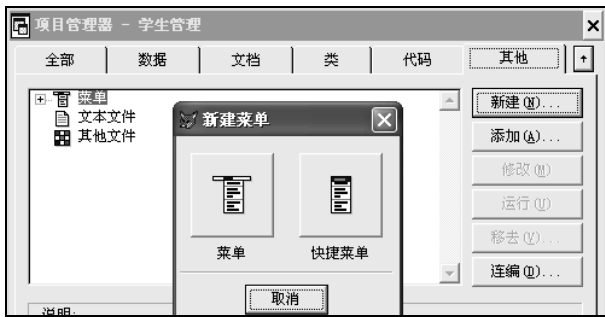 项目管理器 - 学生管理
全部 数据 文档 类 代码 其他
菜单
文本文件
其他文件
新建(N)...
添加(A)...
修改(M)
运行(U)
移去(V)...
连编(D)...
新建菜单
菜单 快捷菜单
取消
说明: